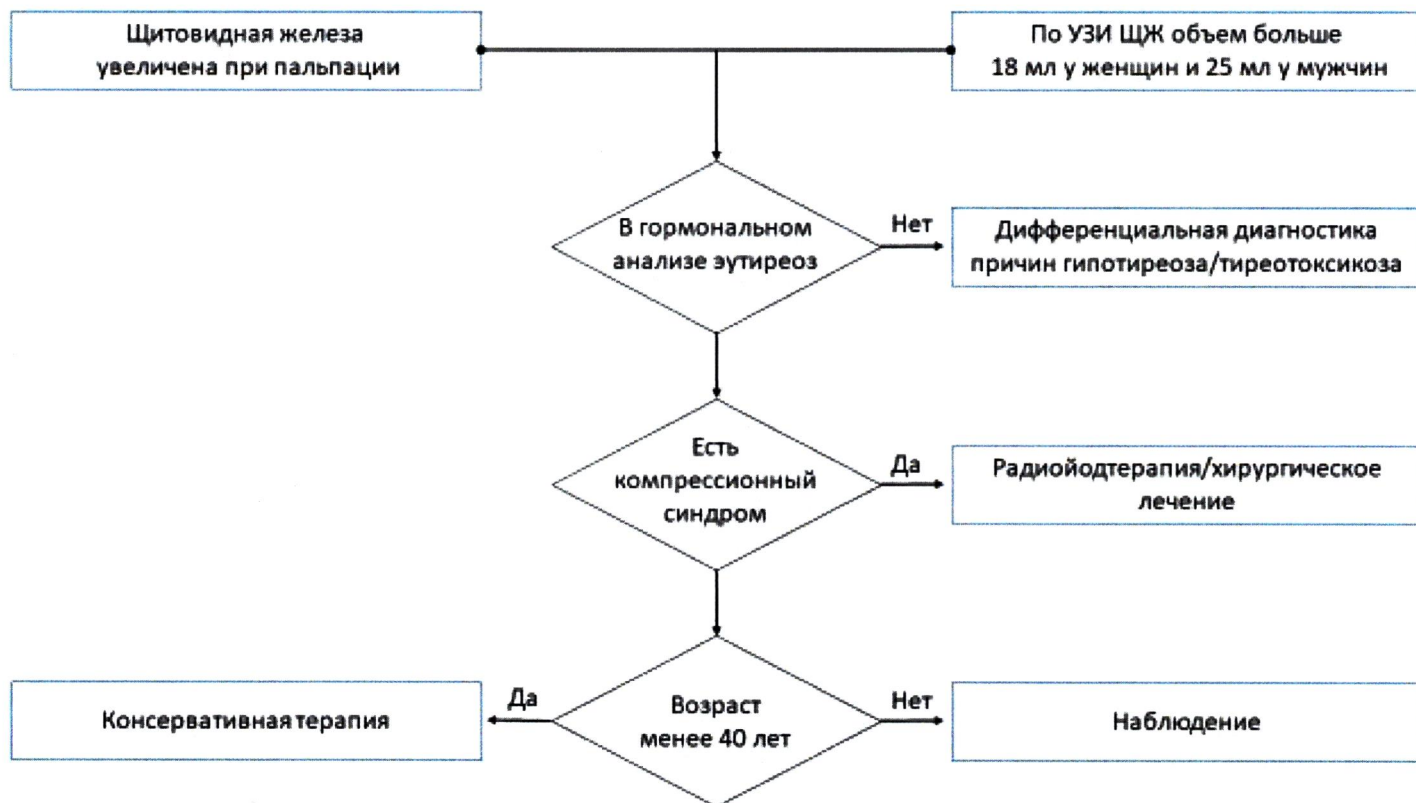 Щитовидная железа
увеличена при пальпации
По УЗИ ЩЖ объем больше
18 мл у женщин и 25 мл у мужчин
В гормональном
анализе эутиреоз
Нет
Дифференциальная диагностика
причин гипотиреоза/тиреотоксикоза
Есть
компрессионный
синдром
Да
Радиойодтерапия/хирургическое
лечение
Консервативная терапия
Да
Возраст
менее 40 лет
Нет
Наблюдение